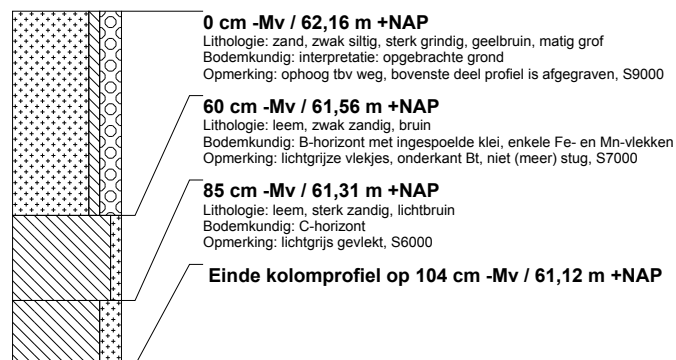 0 cm -Mv / 62,16 m +NAP
Lithologie: zand, zwak siltig, sterk grindig, geelbruin, matig grof
Bodemkundig: interpretatie: opgebrachte grond
Opmerking: ophoog tbv weg, bovenste deel profiel is afgegraven, S9000
60 cm -Mv / 61,56 m +NAP
Lithologie: leem, zwak zandig, bruin
Bodemkundig: B-horizont met ingespoelde klei, enkele Fe- en Mn-vlekken
Opmerking: lichtgrijze vlekjes, onderkant Bt, niet (meer) stug, S7000
85 cm -Mv / 61,31 m +NAP
Lithologie: leem, sterk zandig, lichtbruin
Bodemkundig: C-horizont
Opmerking: lichtgrijs gevlekt, S6000
Einde kolomprofiel op 104 cm -Mv / 61,12 m +NAP